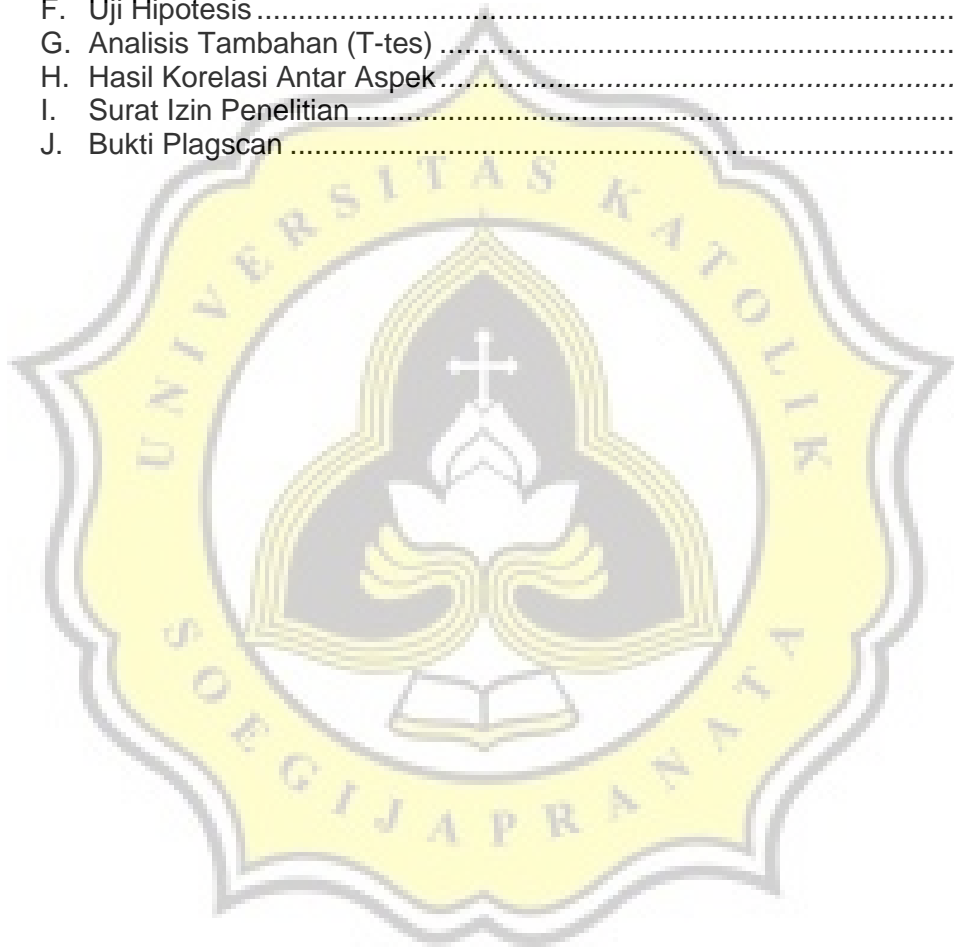 F. Uji Hipotesis ................................................................................
G. Analisis Tambahan (T-tes) ................................................................................
H. Hasil Korelasi Antar Aspek ................................................................................
I. Surat Izin Penelitian ................................................................................
J. Bukti Plagscan ................................................................................
UNIVERSITAS KATOLIK
SOEGIJAPRANATA